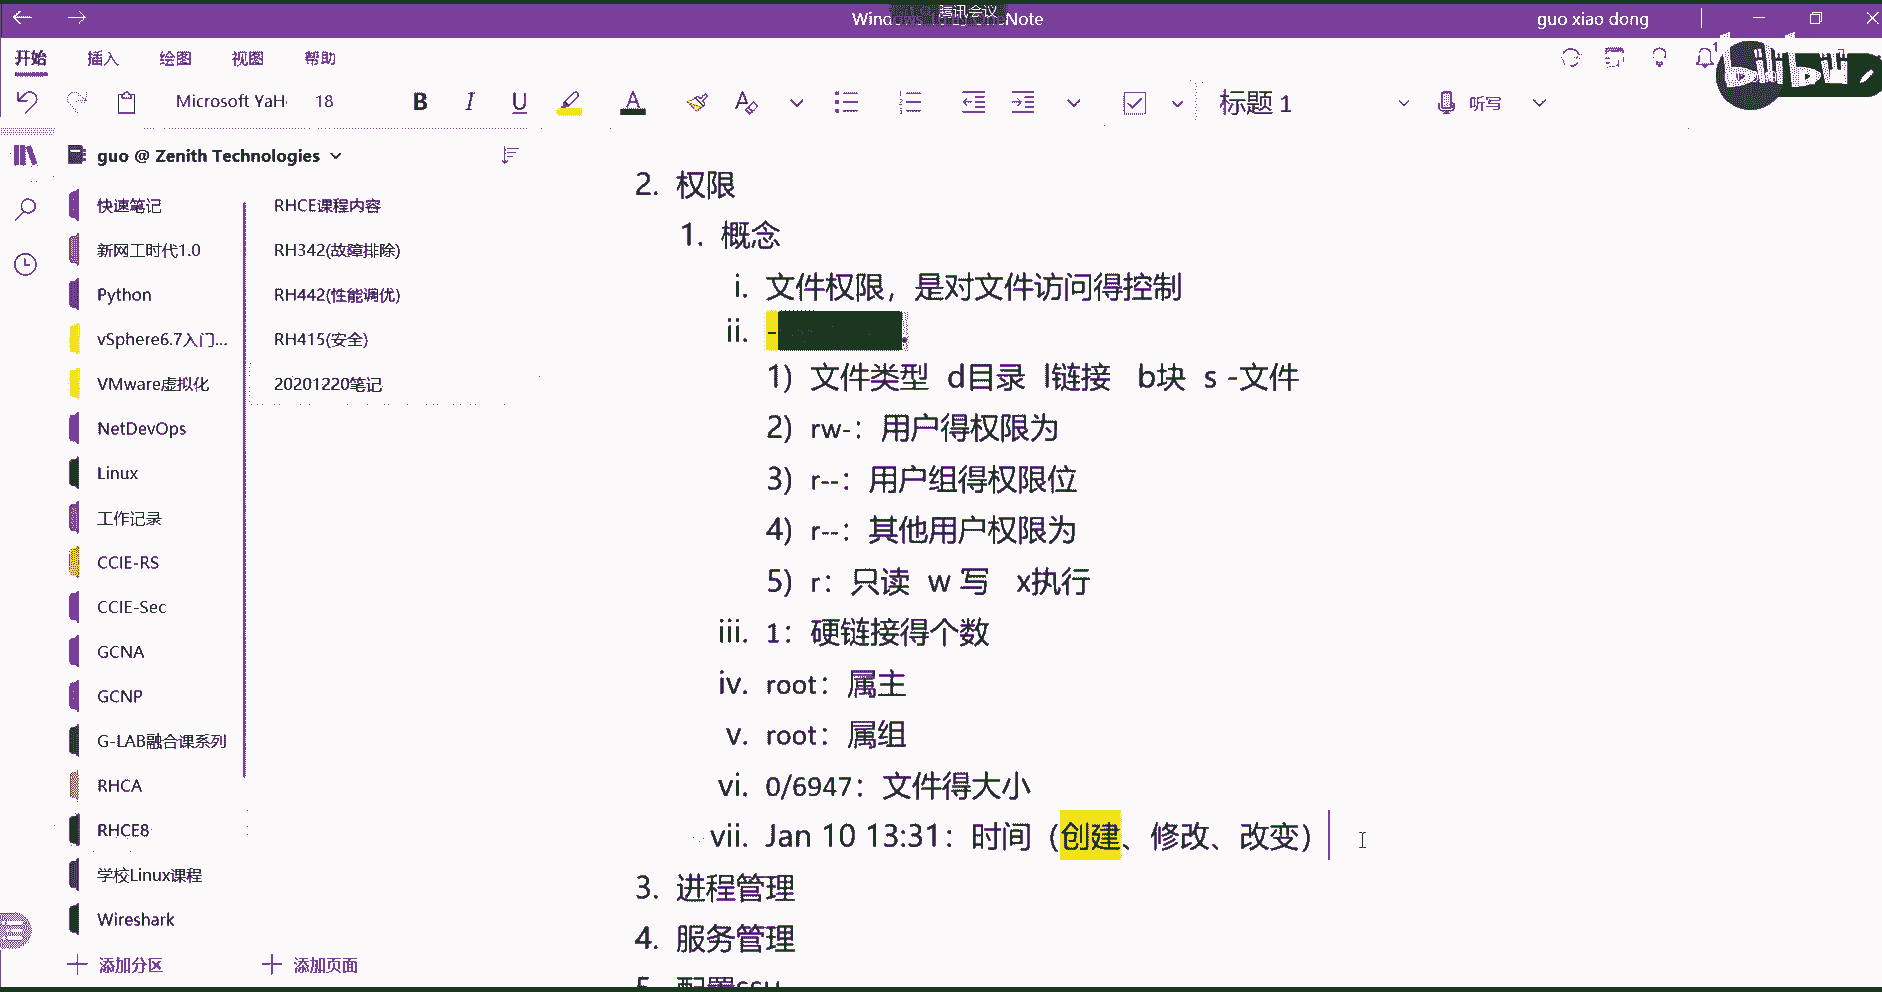 腾讯会议
guo xiao dong
开始 插入 绘图 视图 帮助
Microsoft YaH 18 B I U A 标题 1 听写
guo @ Zenith Technologies
快速笔记
新网工时代1.0
Python
vSphere6.7入门...
VMware虚拟化
NetDevOps
Linux
工作记录
CCIE-RS
CCIE-Sec
GCNA
GCNP
G-LAB融合课系列
RHCA
RHCE8
学校Linux课程
Wireshark
添加分区
RHCE课程内容
RH342(故障排除)
RH442(性能调优)
RH415(安全)
20201220笔记
添加页面
2. 权限
1. 概念
i. 文件权限，是对文件访问得控制
ii. -
1) 文件类型 d目录 l链接 b块 s -文件
2) rw-：用户得权限为
3) r--：用户组得权限位
4) r--：其他用户权限为
5) r：只读 w 写 x执行
iii. 1：硬链接得个数
iv. root：属主
v. root：属组
vi. 0/6947：文件得大小
vii. Jan 10 13:31：时间（创建、修改、改变）
3. 进程管理
4. 服务管理